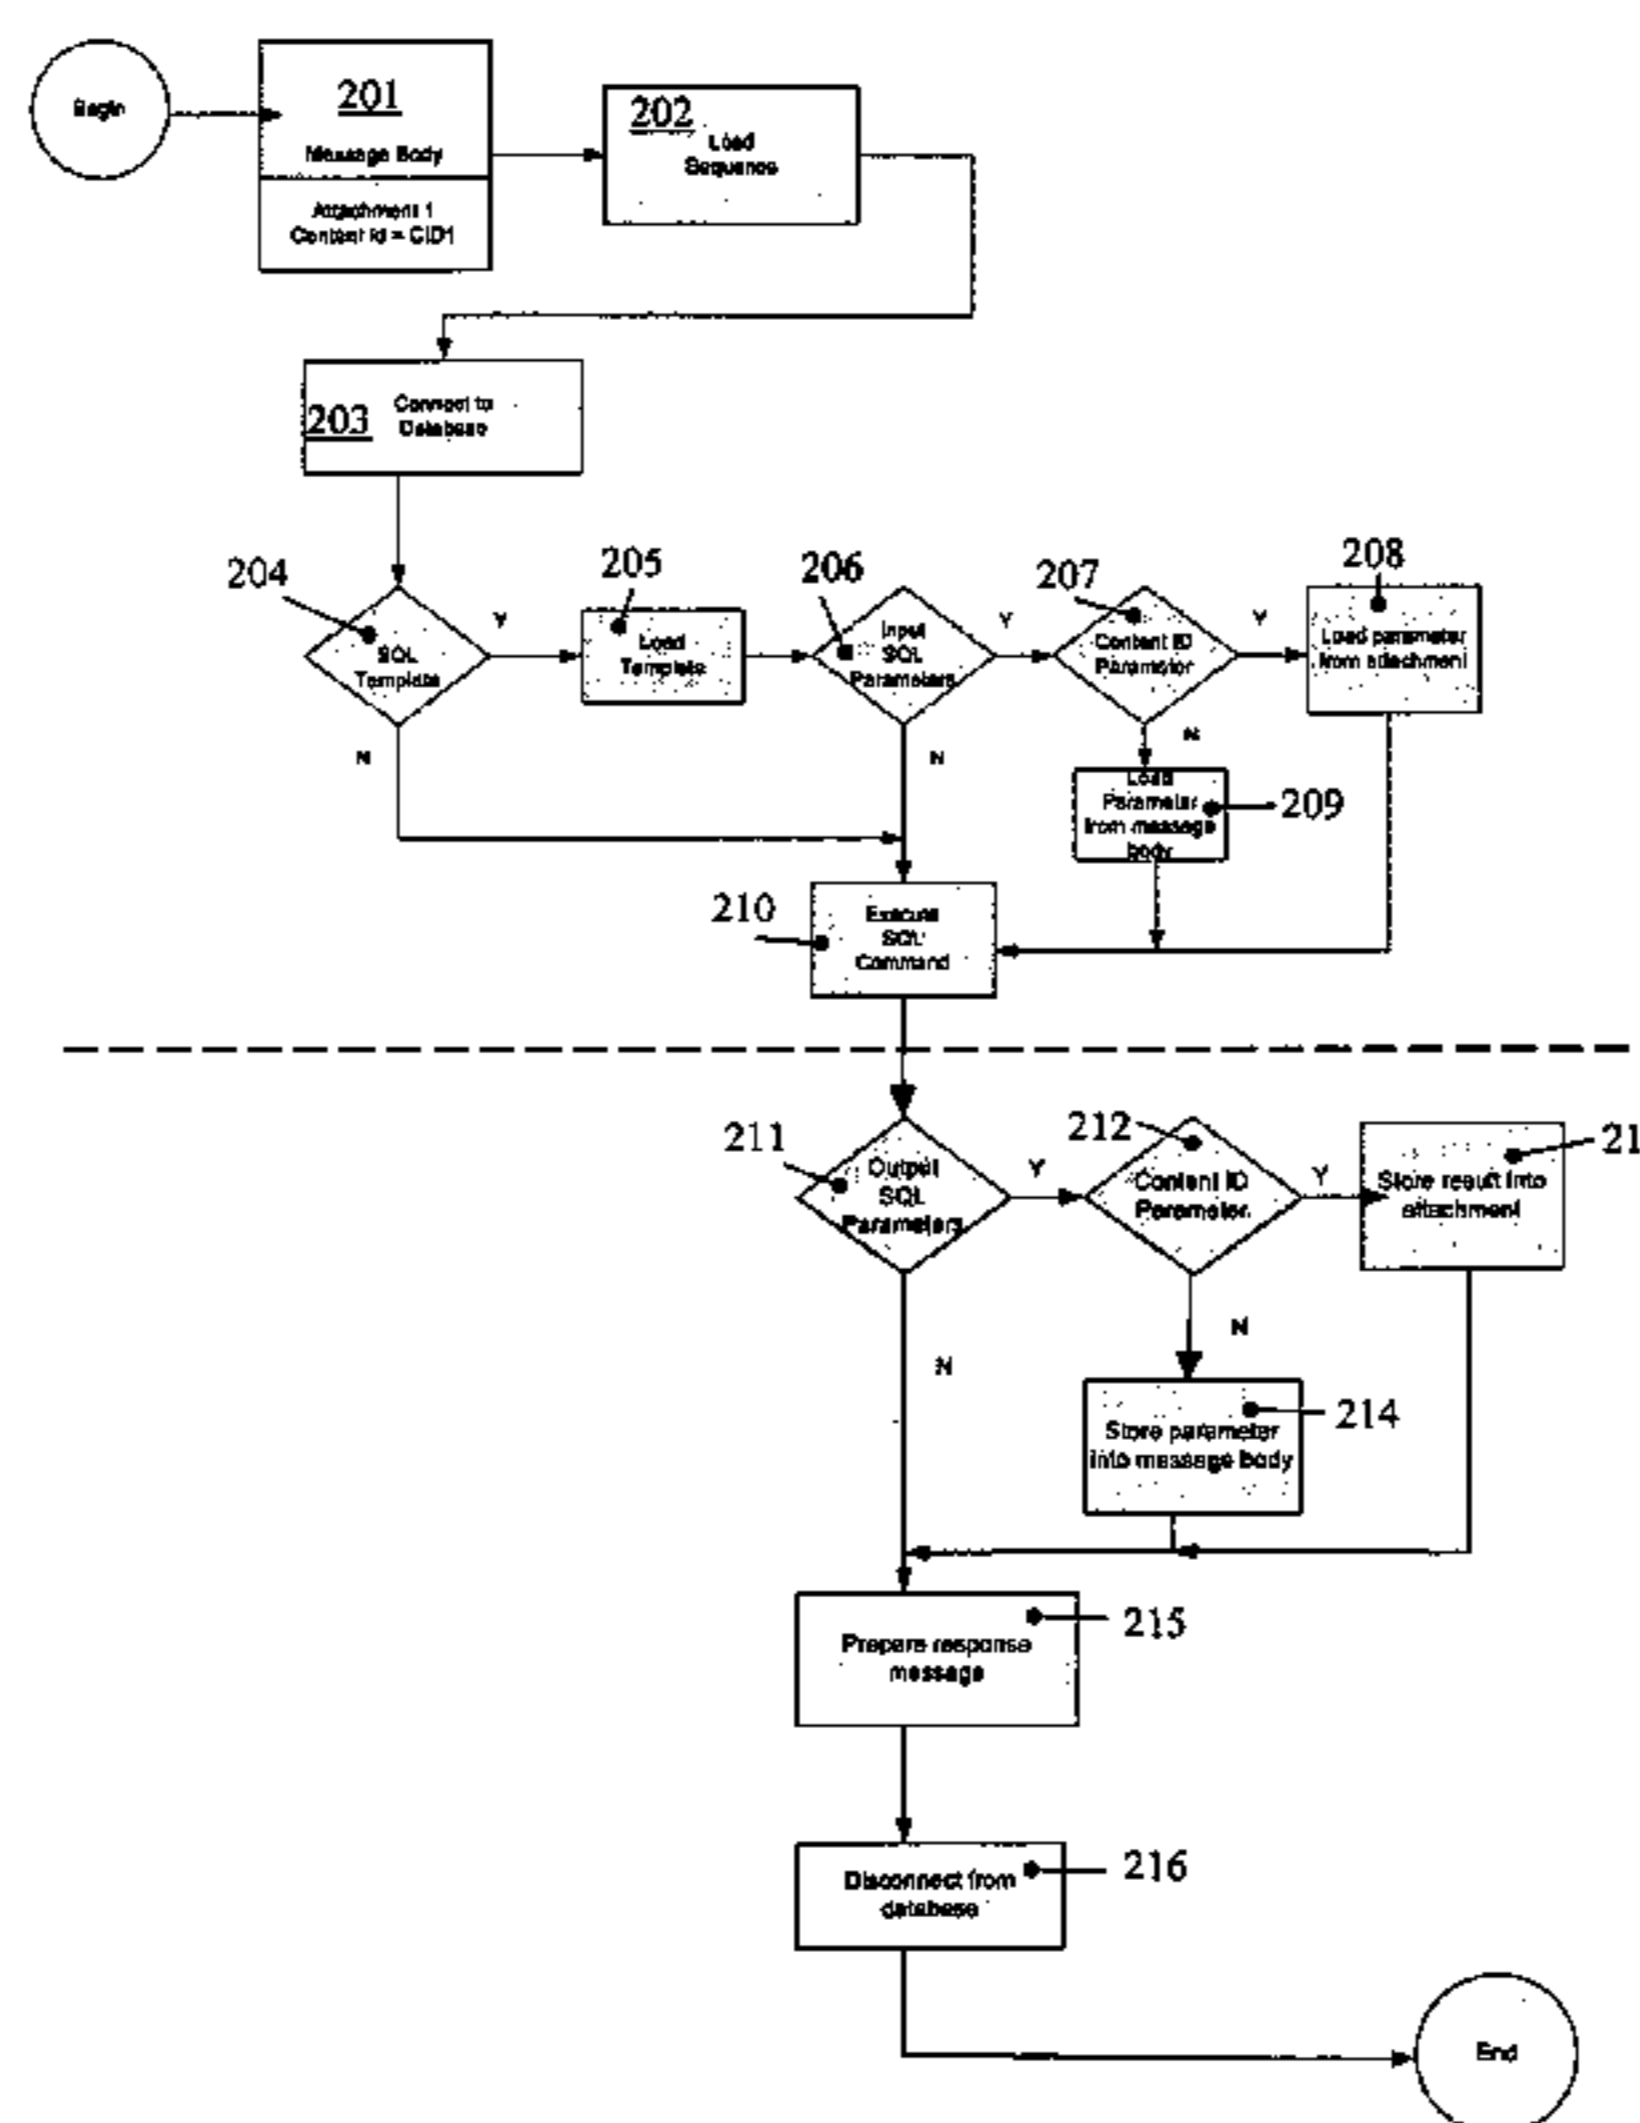 Begin
201
Message Body
Attachment 1
Content Id = CID1
202
Load
Sequence
203
Connect to
Database
204
SQL
Template
Y
N
205
Load
Template
206
Input
SQL
Parameters
Y
N
207
Content ID
Parameter
Y
N
208
Load parameter
from attachment
Load
Parameter
from message
body
209
210
Execute
SQL
Command
211
Output
SQL
Parameters
Y
N
212
Content ID
Parameter
Y
N
21
Store result into
attachment
214
Store parameter
into message body
Prepare response
message
215
Disconnect from
database
216
End